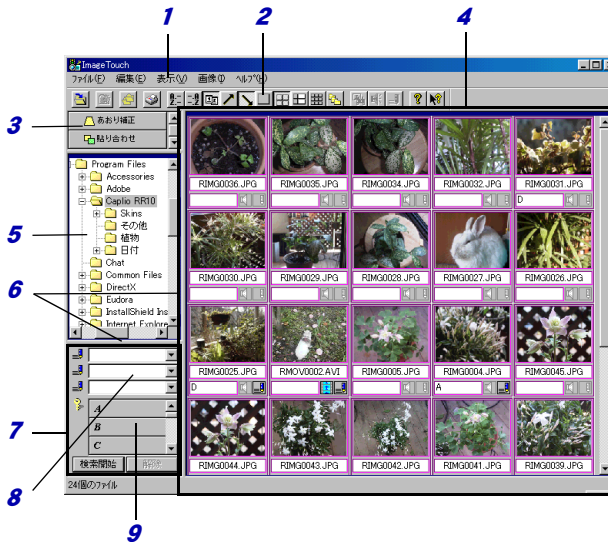 1
2
4
ImageTouch
ファイル(F) 編集(E) 表示(V) 画像(I) ヘルプ(H)
3
あおり補正
貼り合わせ
5
Program Files
Accessories
Adobe
Caplio RR10
Skins
その他
植物
日付
Chat
Common Files
DirectX
Eudora
InstallShield Ins
Internet Explore
6
RIMG0036.JPG RIMG0035.JPG RIMG0034.JPG RIMG0032.JPG RIMG0031.JPG
D
RIMG0030.JPG RIMG0029.JPG RIMG0028.JPG RIMG0027.JPG RIMG0026.JPG
RIMG0025.JPG RMOV0002.AVI RIMG0005.JPG RIMG0004.JPG RIMG0045.JPG
D A
RIMG0044.JPG RIMG0043.JPG RIMG0042.JPG RIMG0041.JPG RIMG0039.JPG
7
A
B
C
検索開始 解除
24個のファイル
8
9